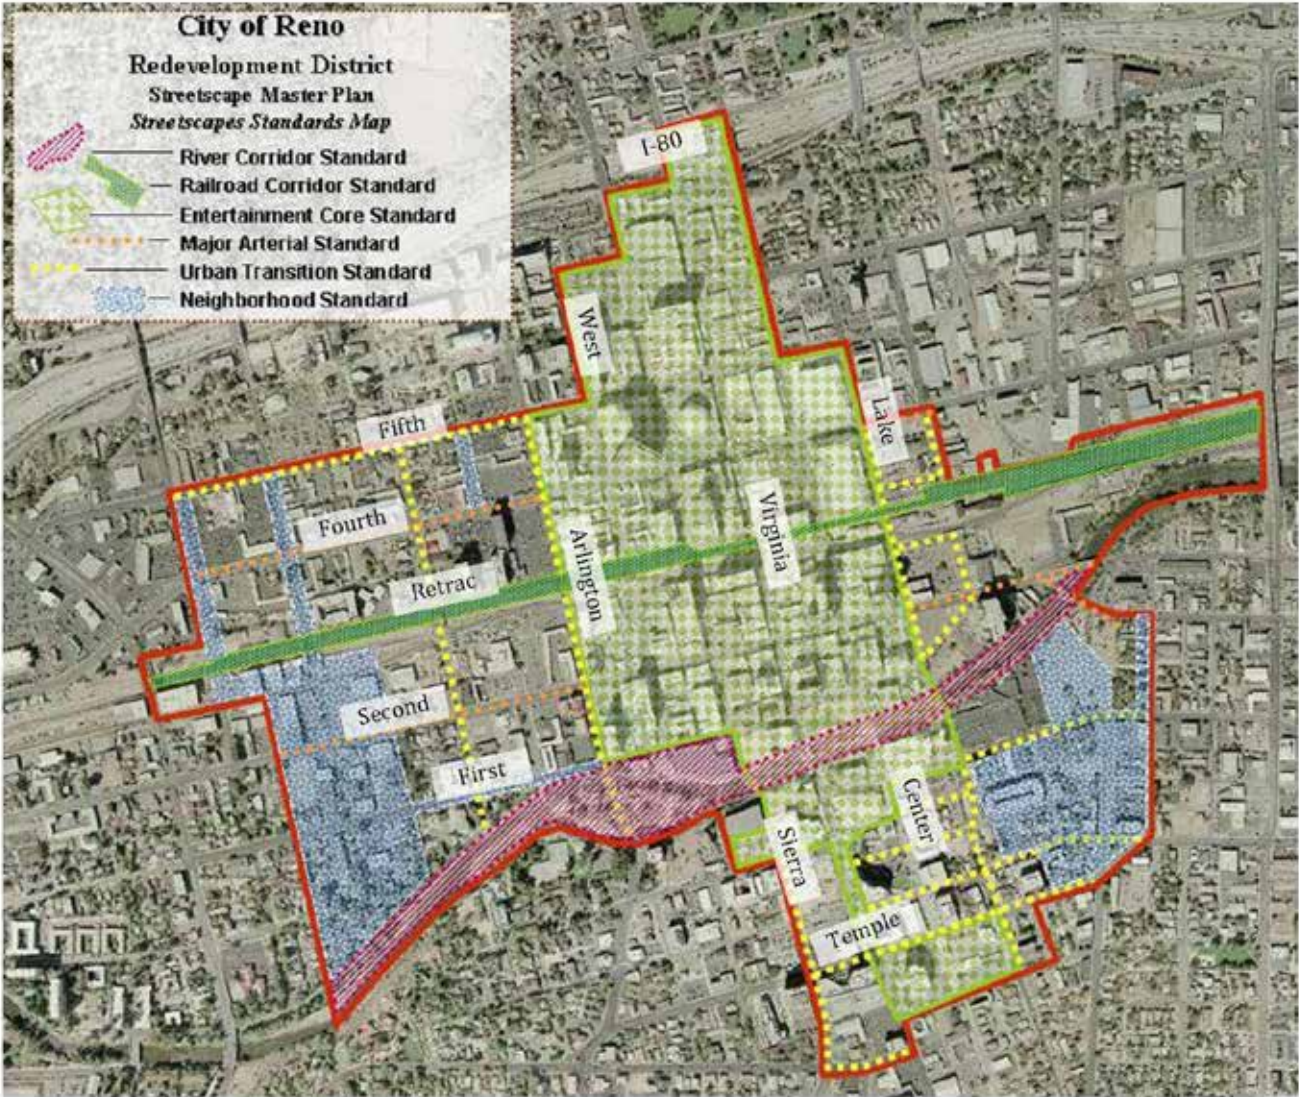 City of Reno
Redevelopment District
Streetscape Master Plan
Streetscapes Standards Map
River Corridor Standard
Railroad Corridor Standard
Entertainment Core Standard
Major Arterial Standard
Urban Transition Standard
Neighborhood Standard
I-80
West
Fifth
Lake
Fourth
Virginia
Arlington
Retrac
Second
First
Center
Sierra
Temple